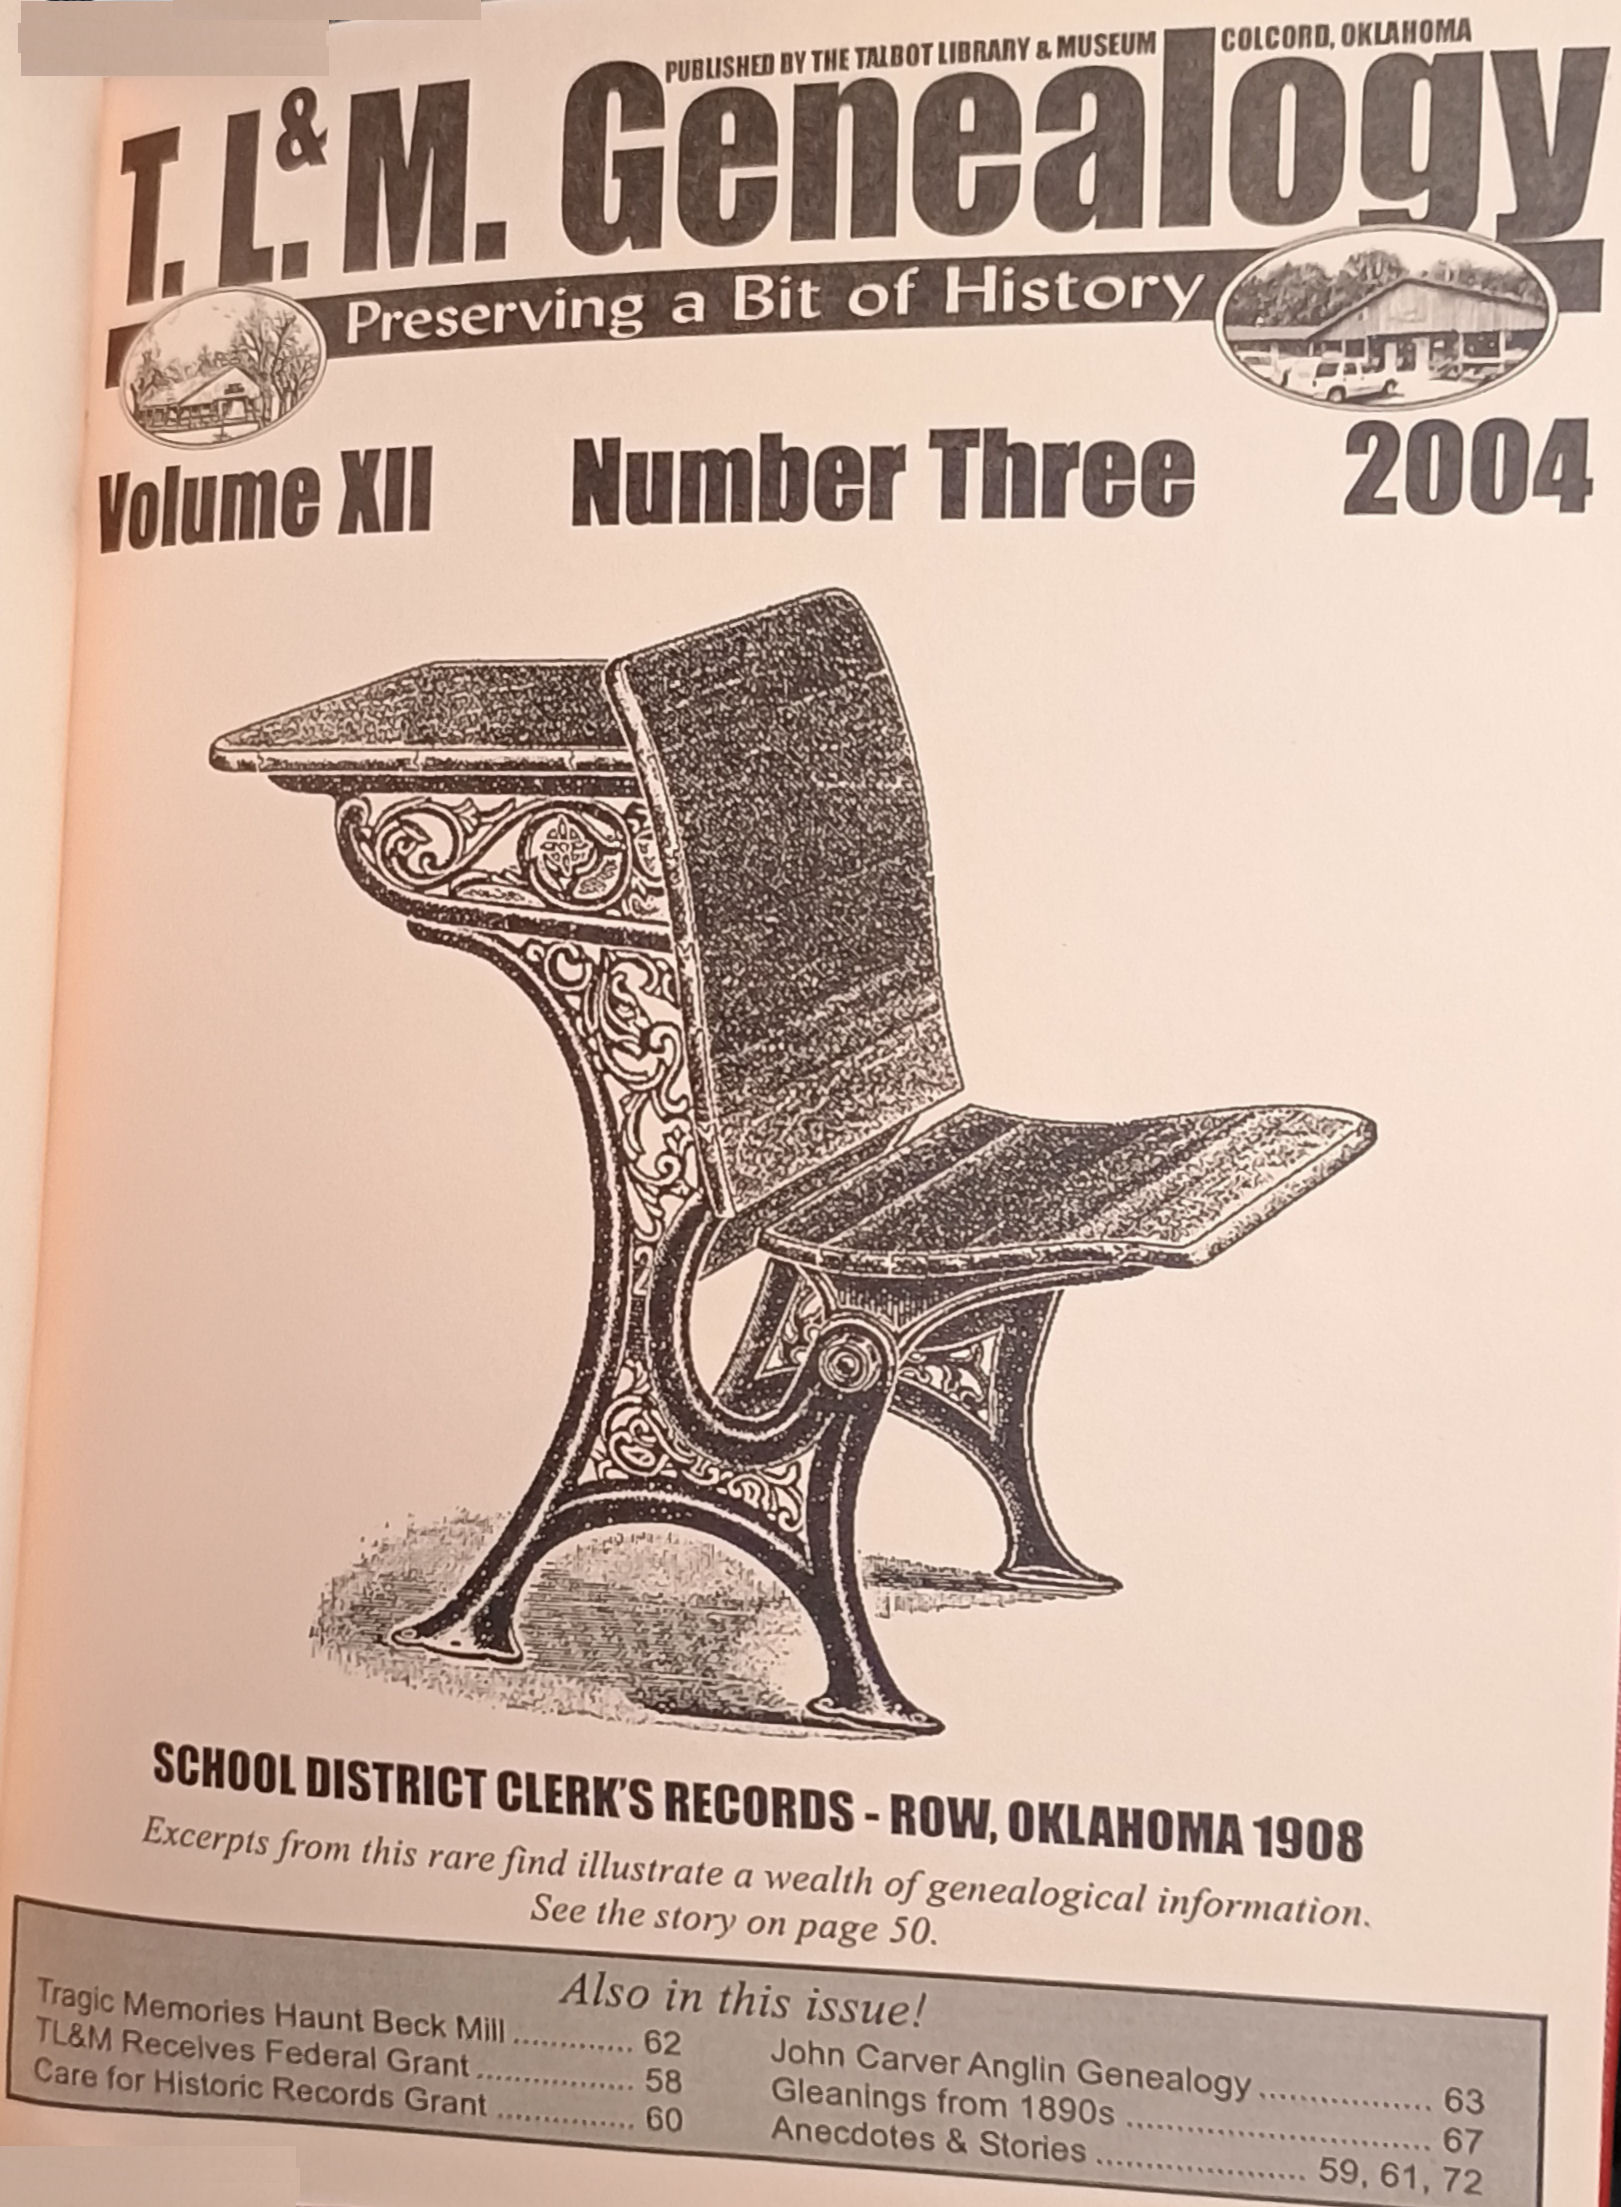 PUBLISHED BY THE TALBOT LIBRARY & MUSEUM COLCORD, OKLAHOMA
T. L. & M. Genealogy
Preserving a Bit of History
Volume XII Number Three 2004
SCHOOL DISTRICT CLERK'S RECORDS - ROW, OKLAHOMA 1908
Excerpts from this rare find illustrate a wealth of genealogical information.
See the story on page 50.
Also in this issue!
Tragic Memories Haunt Beck Mill ............. 62
TL&M Receives Federal Grant ................. 58
Care for Historic Records Grant ............... 60
John Carver Anglin Genealogy ................. 63
Gleanings from 1890s .............................. 67
Anecdotes & Stories ...................... 59, 61, 72